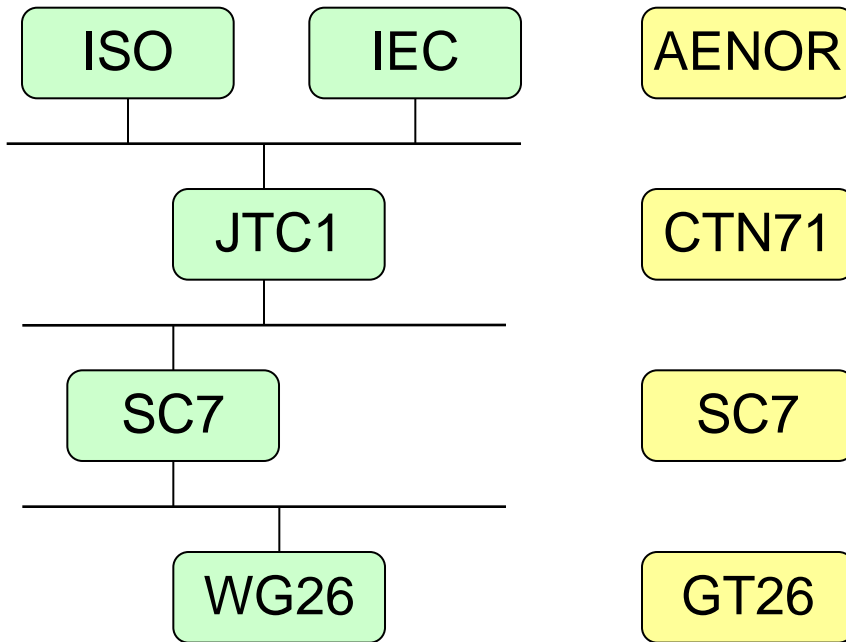 ISO
IEC
AENOR
JTC1
CTN71
SC7
SC7
WG26
GT26